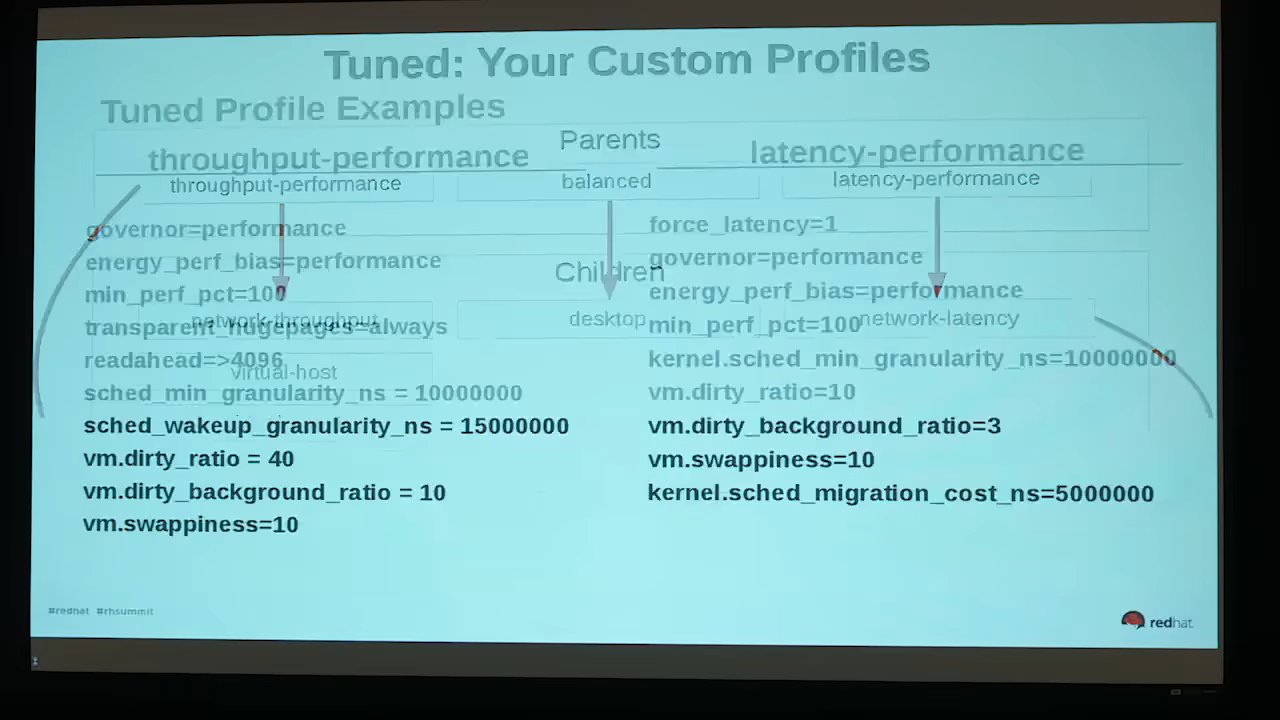 Tuned: Your Custom Profiles
Tuned Profile Examples
Parents
throughput-performance
latency-performance
throughput-performance
balanced
latency-performance
governor=performance
force_latency=1
energy_perf_bias=performance
governor=performance
Children
min_perf_pct=100
energy_perf_bias=performance
transparent_hugepages=always
network-throughput
desktop
min_perf_pct=100
network-latency
readahead=>4096
virtual-host
kernel.sched_min_granularity_ns=10000000
sched_min_granularity_ns = 10000000
vm.dirty_ratio=10
sched_wakeup_granularity_ns = 15000000
vm.dirty_background_ratio=3
vm.dirty_ratio = 40
vm.swappiness=10
vm.dirty_background_ratio = 10
kernel.sched_migration_cost_ns=5000000
vm.swappiness=10
#redhat #rhsummit
redhat